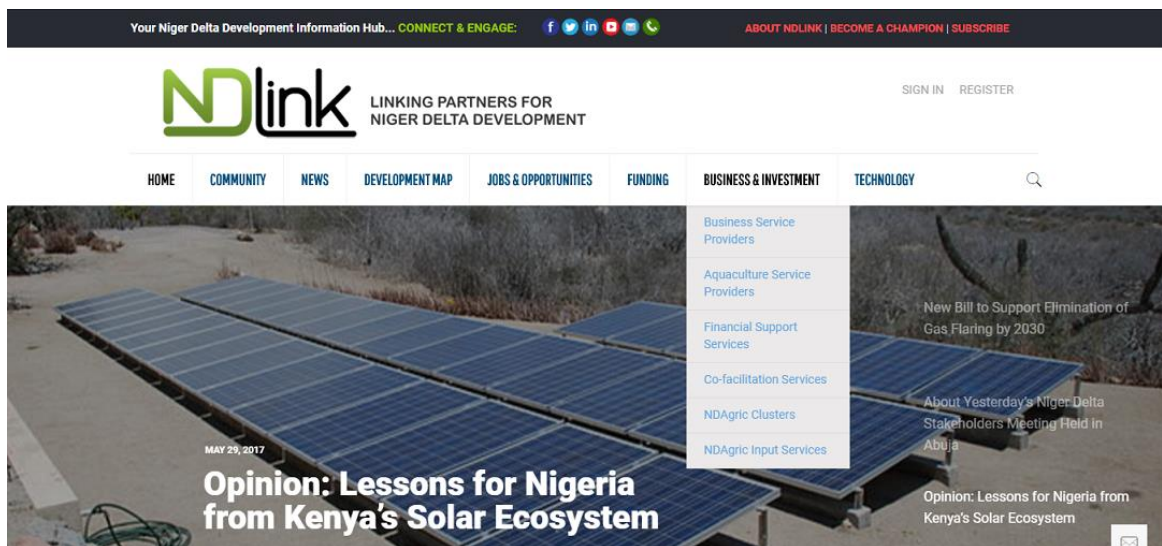 Your Niger Delta Development Information Hub... CONNECT & ENGAGE:
ABOUT NDLINK | BECOME A CHAMPION | SUBSCRIBE
NDlink
LINKING PARTNERS FOR
NIGER DELTA DEVELOPMENT
SIGN IN REGISTER
HOME COMMUNITY NEWS DEVELOPMENT MAP JOBS & OPPORTUNITIES FUNDING BUSINESS & INVESTMENT TECHNOLOGY
Business Service
Providers
Aquaculture Service
Providers
Financial Support
Services
Co-facilitation Services
NDAgric Clusters
NDAgric Input Services
MAY 29, 2017
Opinion: Lessons for Nigeria
from Kenya's Solar Ecosystem
New Bill to Support Elimination of
Gas Flaring by 2030
About Yesterday's Niger Delta
Stakeholders Meeting Held in
Abuja
Opinion: Lessons for Nigeria from
Kenya's Solar Ecosystem